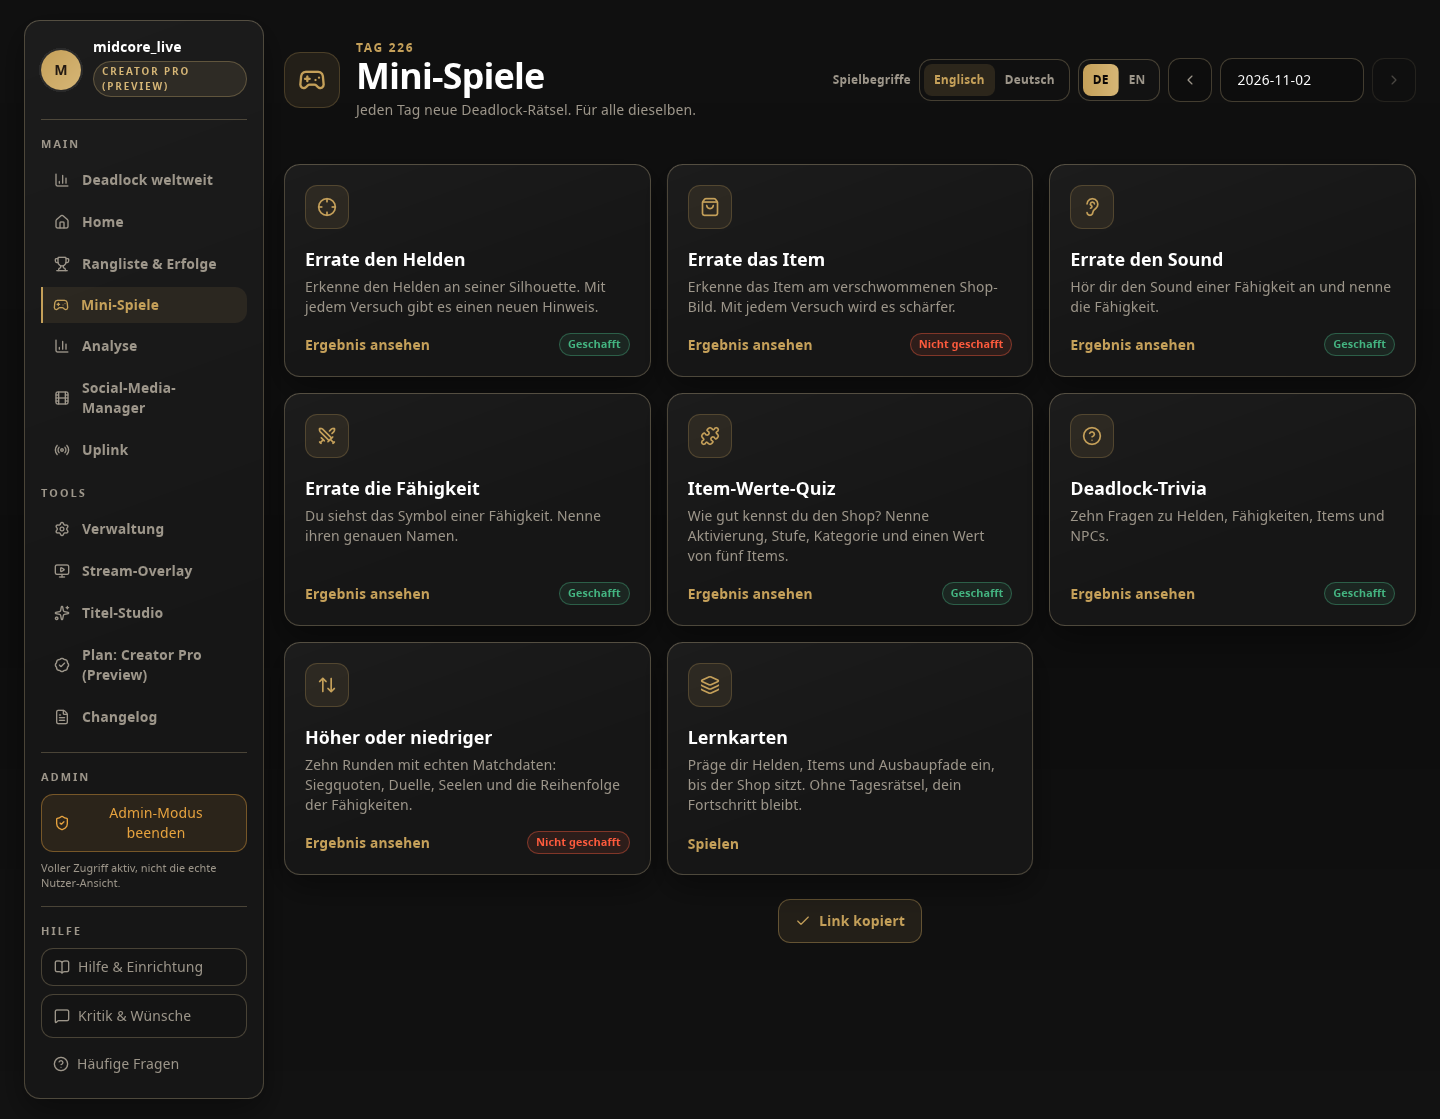 M
midcore_live
CREATOR PRO
(PREVIEW)
MAIN
Deadlock weltweit
Home
Rangliste & Erfolge
Mini-Spiele
Analyse
Social-Media-
Manager
Uplink
TOOLS
Verwaltung
Stream-Overlay
Titel-Studio
Plan: Creator Pro
(Preview)
Changelog
ADMIN
Admin-Modus
beenden
Voller Zugriff aktiv, nicht die echte
Nutzer-Ansicht.
HILFE
Hilfe & Einrichtung
Kritik & Wünsche
Häufige Fragen
TAG 226
Mini-Spiele
Jeden Tag neue Deadlock-Rätsel. Für alle dieselben.
Spielbegriffe
Englisch
Deutsch
DE
EN
2026-11-02
Errate den Helden
Erkenne den Helden an seiner Silhouette. Mit
jedem Versuch gibt es einen neuen Hinweis.
Ergebnis ansehen
Geschafft
Errate das Item
Erkenne das Item am verschwommenen Shop-
Bild. Mit jedem Versuch wird es schärfer.
Ergebnis ansehen
Nicht geschafft
Errate den Sound
Hör dir den Sound einer Fähigkeit an und nenne
die Fähigkeit.
Ergebnis ansehen
Geschafft
Errate die Fähigkeit
Du siehst das Symbol einer Fähigkeit. Nenne
ihren genauen Namen.
Ergebnis ansehen
Geschafft
Item-Werte-Quiz
Wie gut kennst du den Shop? Nenne
Aktivierung, Stufe, Kategorie und einen Wert
von fünf Items.
Ergebnis ansehen
Geschafft
Deadlock-Trivia
Zehn Fragen zu Helden, Fähigkeiten, Items und
NPCs.
Ergebnis ansehen
Geschafft
Höher oder niedriger
Zehn Runden mit echten Matchdaten:
Siegquoten, Duelle, Seelen und die Reihenfolge
der Fähigkeiten.
Ergebnis ansehen
Nicht geschafft
Lernkarten
Präge dir Helden, Items und Ausbaupfade ein,
bis der Shop sitzt. Ohne Tagesrätsel, dein
Fortschritt bleibt.
Spielen
Link kopiert